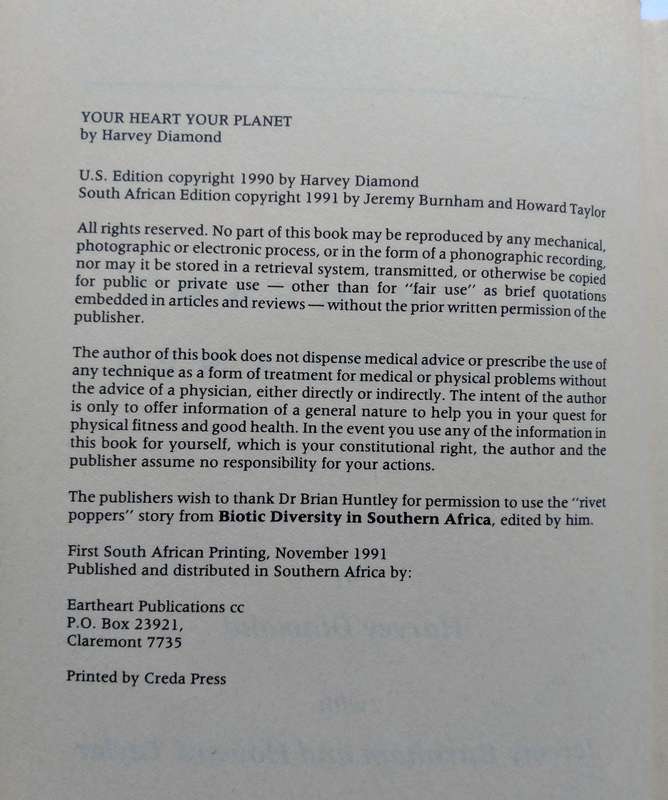 YOUR HEART YOUR PLANET
by Harvey Diamond
U.S. Edition copyright 1990 by Harvey Diamond
South African Edition copyright 1991 by Jeremy Burnham and Howard Taylor
All rights reserved. No part of this book may be reproduced by any mechanical,
photographic or electronic process, or in the form of a phonographic recording,
nor may it be stored in a retrieval system, transmitted, or otherwise be copied
for public or private use — other than for "fair use" as brief quotations
embedded in articles and reviews — without the prior written permission of the
publisher.
The author of this book does not dispense medical advice or prescribe the use of
any technique as a form of treatment for medical or physical problems without
the advice of a physician, either directly or indirectly. The intent of the author
is only to offer information of a general nature to help you in your quest for
physical fitness and good health. In the event you use any of the information in
this book for yourself, which is your constitutional right, the author and the
publisher assume no responsibility for your actions.
The publishers wish to thank Dr Brian Huntley for permission to use the "rivet
poppers" story from Biotic Diversity in Southern Africa, edited by him.
First South African Printing, November 1991
Published and distributed in Southern Africa by:
Eartheart Publications cc
P.O. Box 23921,
Claremont 7735
Printed by Creda Press
Harvey Diamond
with
Jeremy Burnham and Howard Taylor